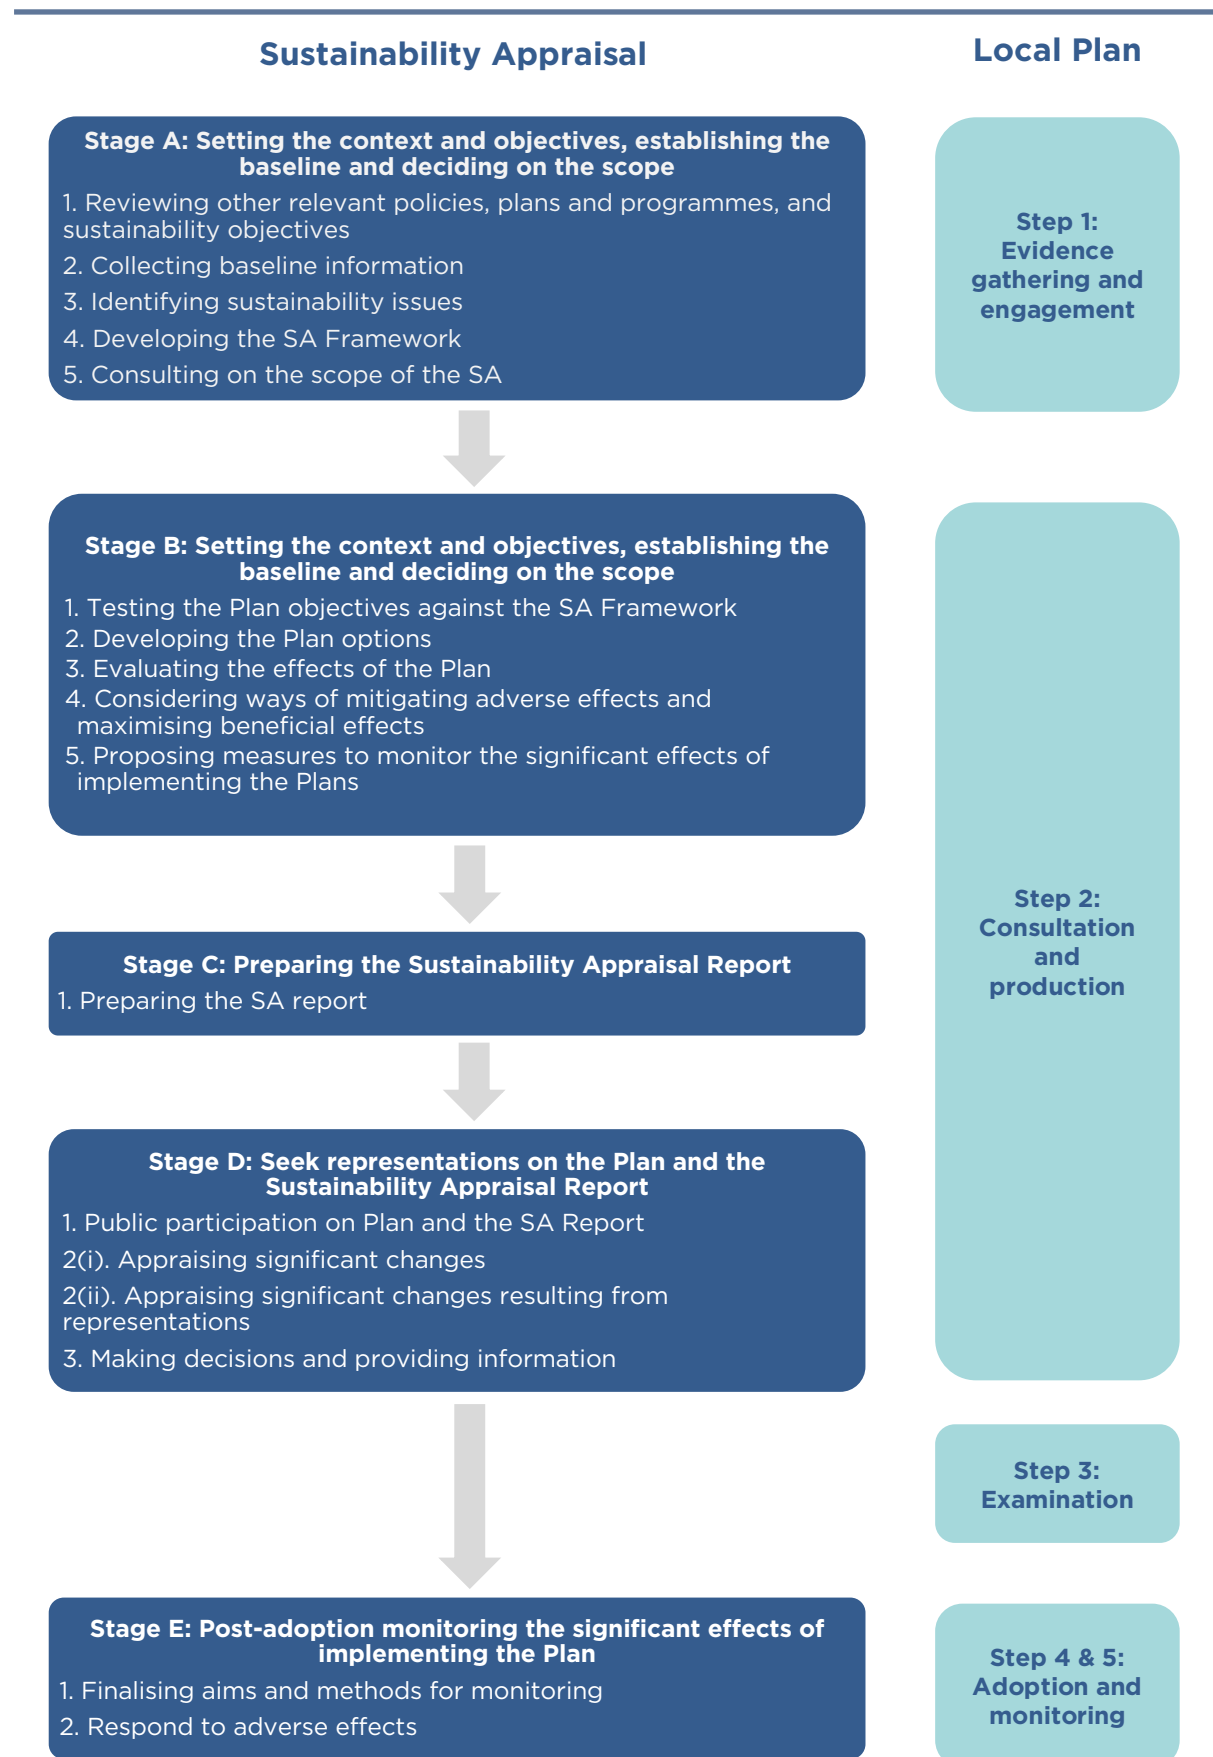 Sustainability Appraisal
Local Plan
Stage A: Setting the context and objectives, establishing the
baseline and deciding on the scope
1. Reviewing other relevant policies, plans and programmes, and
sustainability objectives
2. Collecting baseline information
3. Identifying sustainability issues
4. Developing the SA Framework
5. Consulting on the scope of the SA
Step 1:
Evidence
gathering and
engagement
Stage B: Setting the context and objectives, establishing the
baseline and deciding on the scope
1. Testing the Plan objectives against the SA Framework
2. Developing the Plan options
3. Evaluating the effects of the Plan
4. Considering ways of mitigating adverse effects and
maximising beneficial effects
5. Proposing measures to monitor the significant effects of
implementing the Plans
Stage C: Preparing the Sustainability Appraisal Report
1. Preparing the SA report
Stage D: Seek representations on the Plan and the
Sustainability Appraisal Report
1. Public participation on Plan and the SA Report
2(i). Appraising significant changes
2(ii). Appraising significant changes resulting from
representations
3. Making decisions and providing information
Step 2:
Consultation
and
production
Step 3:
Examination
Stage E: Post-adoption monitoring the significant effects of
implementing the Plan
1. Finalising aims and methods for monitoring
2. Respond to adverse effects
Step 4 & 5:
Adoption and
monitoring